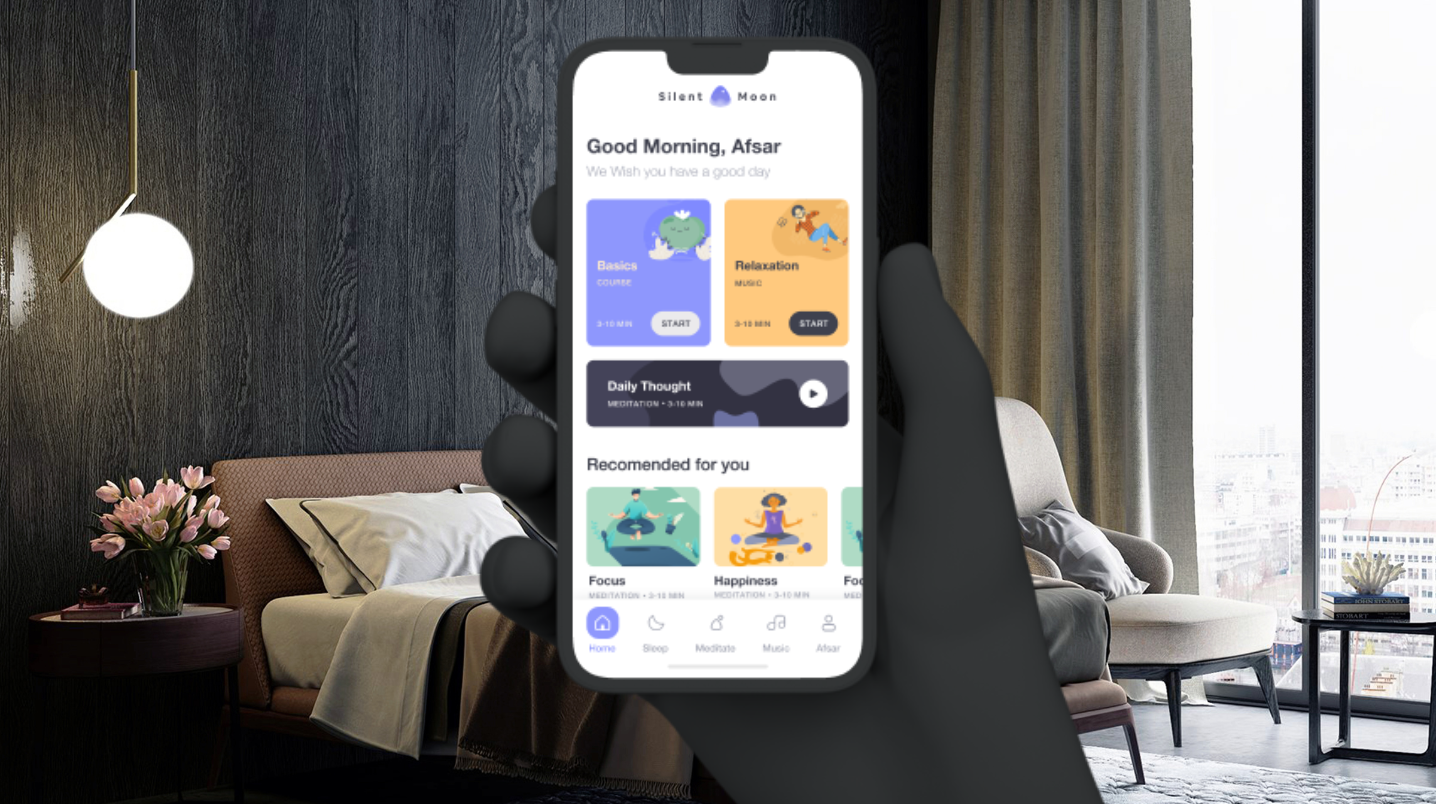 Silent Moon
Good Morning, Afsar
We Wish you have a good day
Basics
COURSE
3-10 MIN
START
Relaxation
MUSIC
3-10 MIN
START
Daily Thought
MEDITATION • 3-10 MIN
Recomended for you
Focus
MEDITATION • 3-10 MIN
Happiness
MEDITATION • 3-10 MIN
Foc
Home
Sleep
Meditate
Music
Afsar
JOHN STOBART